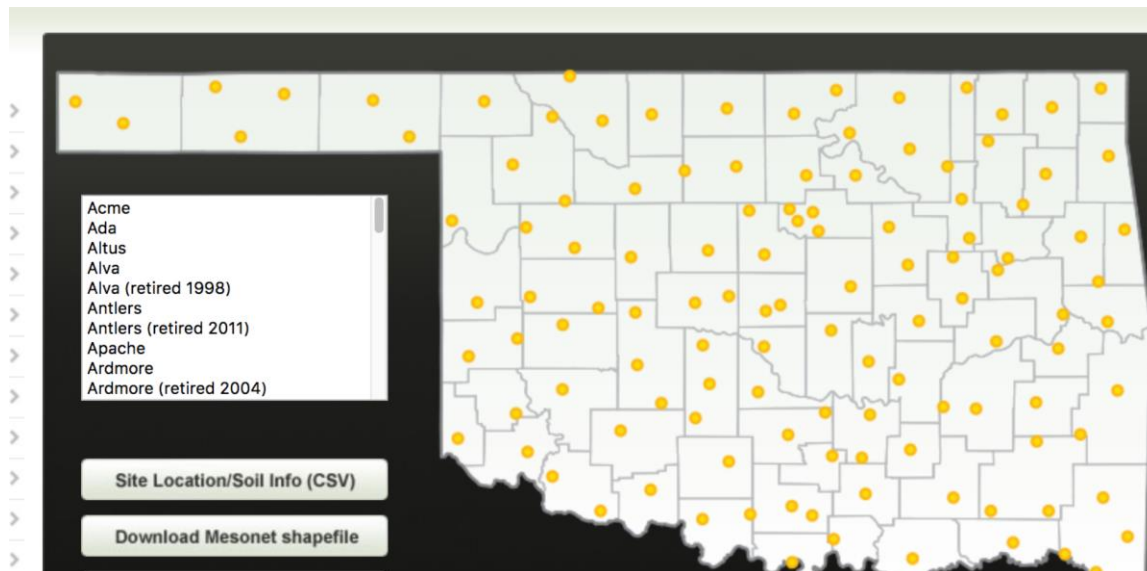 Acme
Ada
Altus
Alva
Alva (retired 1998)
Antlers
Antlers (retired 2011)
Apache
Ardmore
Ardmore (retired 2004)
Site Location/Soil Info (CSV)
Download Mesonet shapefile